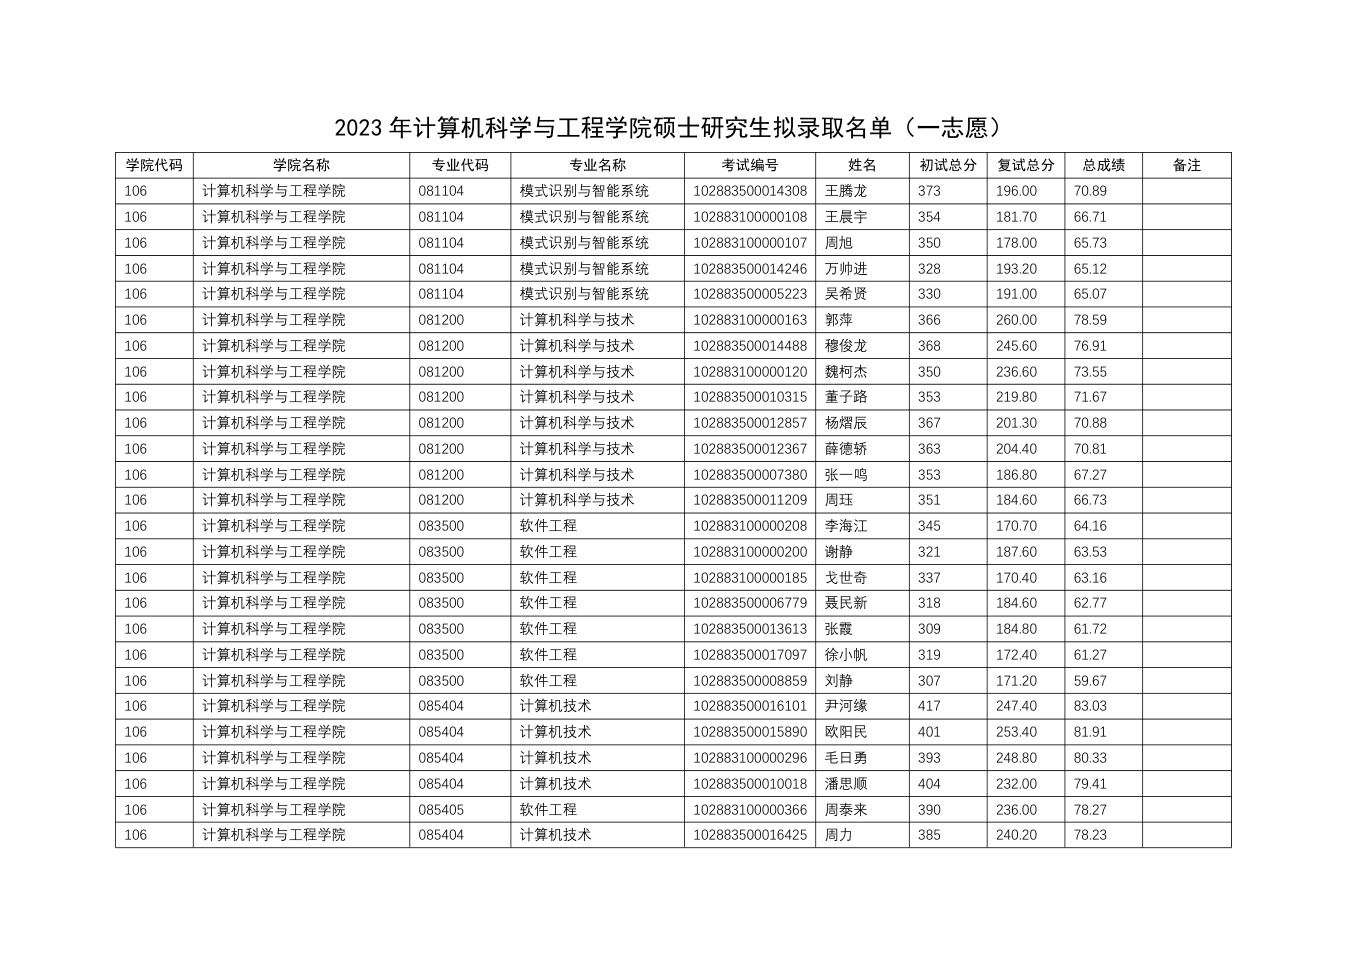 2023 年计算机科学与工程学院硕士研究生拟录取名单（一志愿）
学院代码 学院名称 专业代码 专业名称 考试编号 姓名 初试总分 复试总分 总成绩 备注
106 计算机科学与工程学院 081104 模式识别与智能系统 102883500014308 王腾龙 373 196.00 70.89
106 计算机科学与工程学院 081104 模式识别与智能系统 102883100000108 王晨宇 354 181.70 66.71
106 计算机科学与工程学院 081104 模式识别与智能系统 102883100000107 周旭 350 178.00 65.73
106 计算机科学与工程学院 081104 模式识别与智能系统 102883500014246 万帅进 328 193.20 65.12
106 计算机科学与工程学院 081104 模式识别与智能系统 102883500005223 吴希贤 330 191.00 65.07
106 计算机科学与工程学院 081200 计算机科学与技术 102883100000163 郭萍 366 260.00 78.59
106 计算机科学与工程学院 081200 计算机科学与技术 102883500014488 穆俊龙 368 245.60 76.91
106 计算机科学与工程学院 081200 计算机科学与技术 102883100000120 魏柯杰 350 236.60 73.55
106 计算机科学与工程学院 081200 计算机科学与技术 102883500010315 董子路 353 219.80 71.67
106 计算机科学与工程学院 081200 计算机科学与技术 102883500012857 杨熠辰 367 201.30 70.88
106 计算机科学与工程学院 081200 计算机科学与技术 102883500012367 薛德轿 363 204.40 70.81
106 计算机科学与工程学院 081200 计算机科学与技术 102883500007380 张一鸣 353 186.80 67.27
106 计算机科学与工程学院 081200 计算机科学与技术 102883500011209 周珏 351 184.60 66.73
106 计算机科学与工程学院 083500 软件工程 102883100000208 李海江 345 170.70 64.16
106 计算机科学与工程学院 083500 软件工程 102883100000200 谢静 321 187.60 63.53
106 计算机科学与工程学院 083500 软件工程 102883100000185 戈世奇 337 170.40 63.16
106 计算机科学与工程学院 083500 软件工程 102883500006779 聂民新 318 184.60 62.77
106 计算机科学与工程学院 083500 软件工程 102883500013613 张霞 309 184.80 61.72
106 计算机科学与工程学院 083500 软件工程 102883500017097 徐小帆 319 172.40 61.27
106 计算机科学与工程学院 083500 软件工程 102883500008859 刘静 307 171.20 59.67
106 计算机科学与工程学院 085404 计算机技术 102883500016101 尹河缘 417 247.40 83.03
106 计算机科学与工程学院 085404 计算机技术 102883500015890 欧阳民 401 253.40 81.91
106 计算机科学与工程学院 085404 计算机技术 102883100000296 毛日勇 393 248.80 80.33
106 计算机科学与工程学院 085404 计算机技术 102883500010018 潘思顺 404 232.00 79.41
106 计算机科学与工程学院 085405 软件工程 102883100000366 周泰来 390 236.00 78.27
106 计算机科学与工程学院 085404 计算机技术 102883500016425 周力 385 240.20 78.23